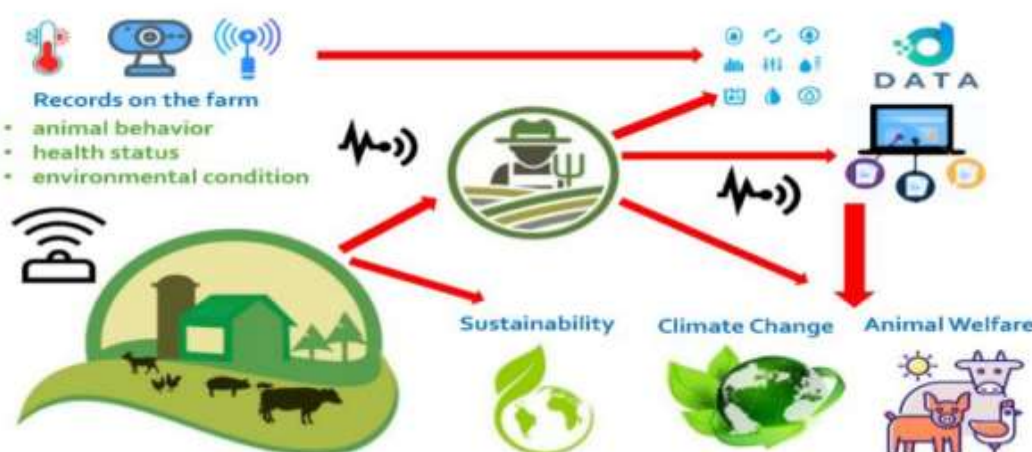 Records on the farm
• animal behavior
• health status
• environmental condition
DATA
Sustainability
Climate Change
Animal Welfare